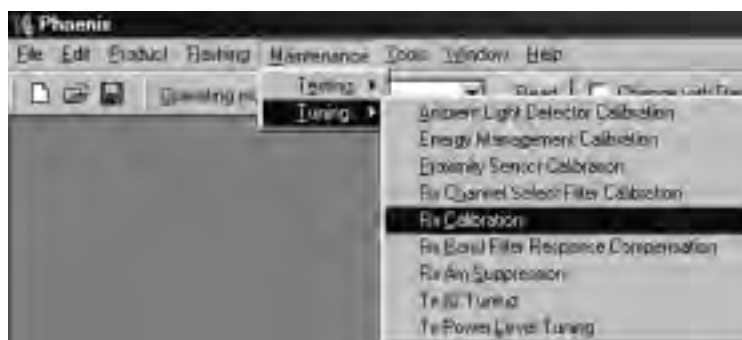 Phoenix
File Edit Product Flashing Maintenance Tools Window Help
Operating
Read
Testing
Tuning
Ambient Light Detector Calibration
Energy Management Calibration
Proximity Sensor Calibration
Rx Channel Select Filter Calibration
Rx Calibration
Rx Band Filter Response Compensation
Rx Am Suppression
Tx IQ Tuning
Tx Power Level Tuning